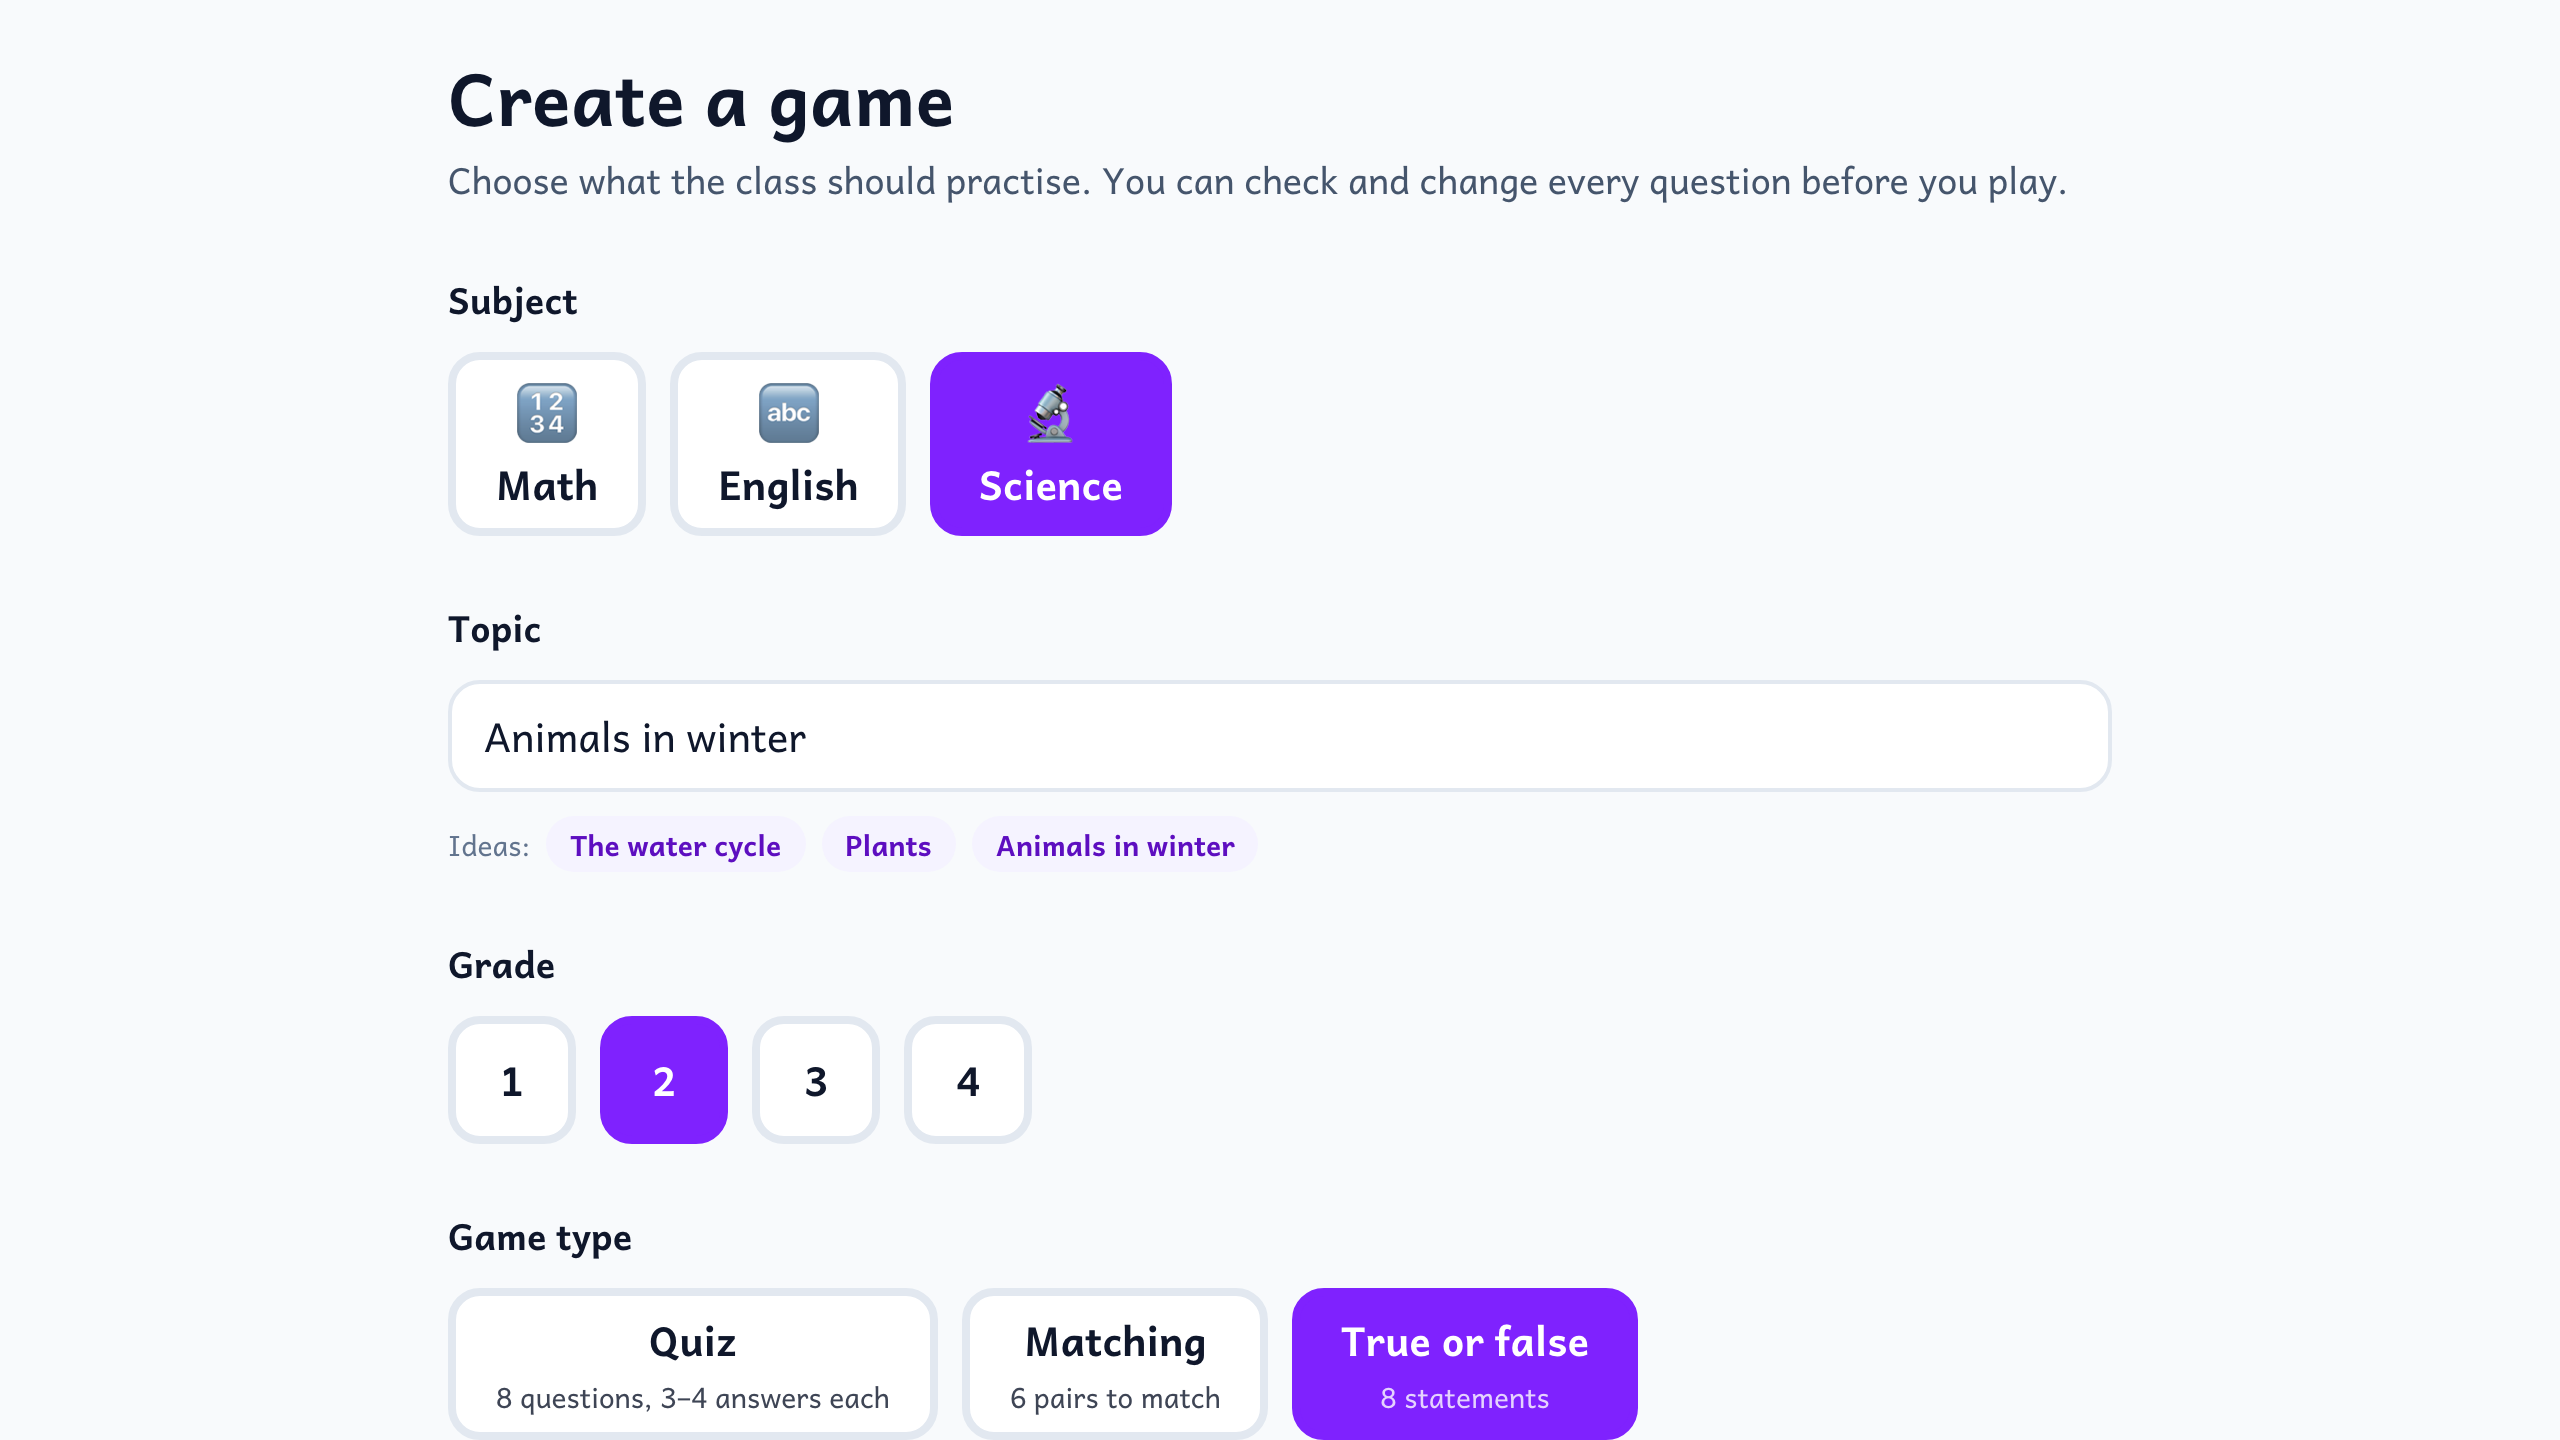 Create a game
Choose what the class should practise. You can check and change every question before you play.
Subject
1 2
3 4
abc
Math
English
Science
Topic
Animals in winter
Ideas: The water cycle Plants Animals in winter
Grade
1 2 3 4
Game type
Quiz
8 questions, 3–4 answers each
Matching
6 pairs to match
True or false
8 statements